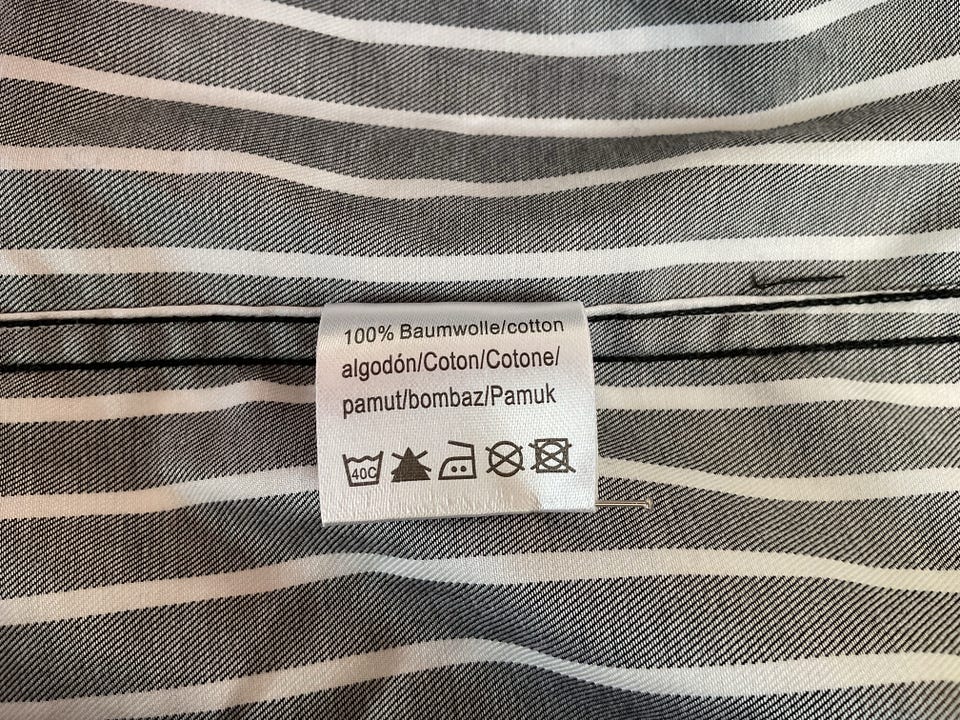 100% Baumwolle/cotton
algodón/Coton/Cotone/
pamut/bombaz/Pamuk
40C